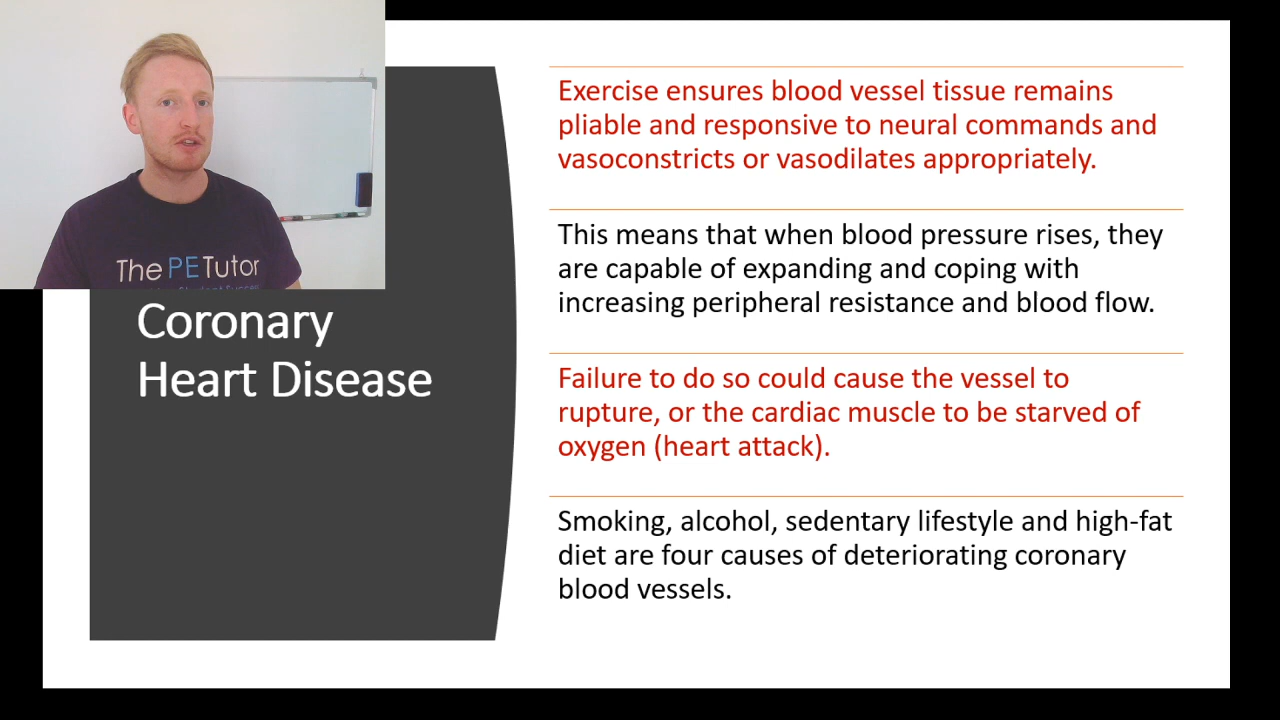 The PE Tutor
Coronary
Heart Disease
Exercise ensures blood vessel tissue remains
pliable and responsive to neural commands and
vasoconstricts or vasodilates appropriately.
This means that when blood pressure rises, they
are capable of expanding and coping with
increasing peripheral resistance and blood flow.
Failure to do so could cause the vessel to
rupture, or the cardiac muscle to be starved of
oxygen (heart attack).
Smoking, alcohol, sedentary lifestyle and high-fat
diet are four causes of deteriorating coronary
blood vessels.